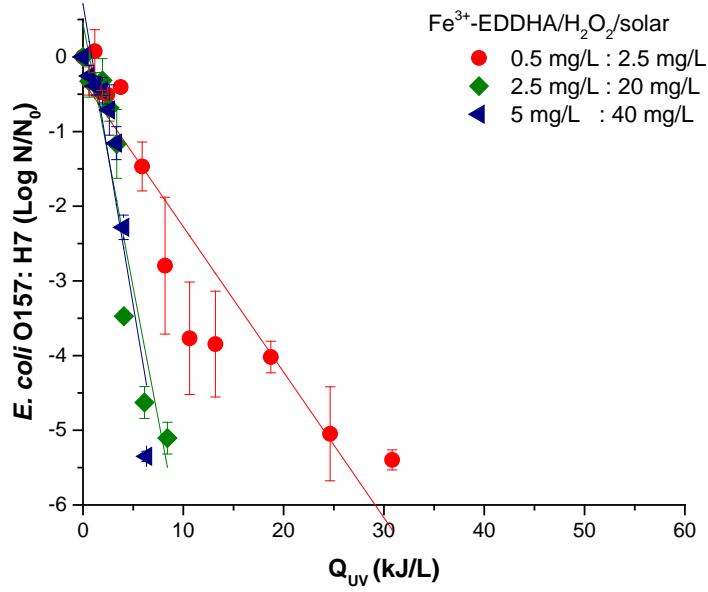 Fe³⁺-EDDHA/H₂O₂/solar
0.5 mg/L : 2.5 mg/L
2.5 mg/L : 20 mg/L
5 mg/L : 40 mg/L
E. coli O157: H7 (Log N/N₀)
0
-1
-2
-3
-4
-5
-6
0 10 20 30 40 50 60
Q_UV (kJ/L)